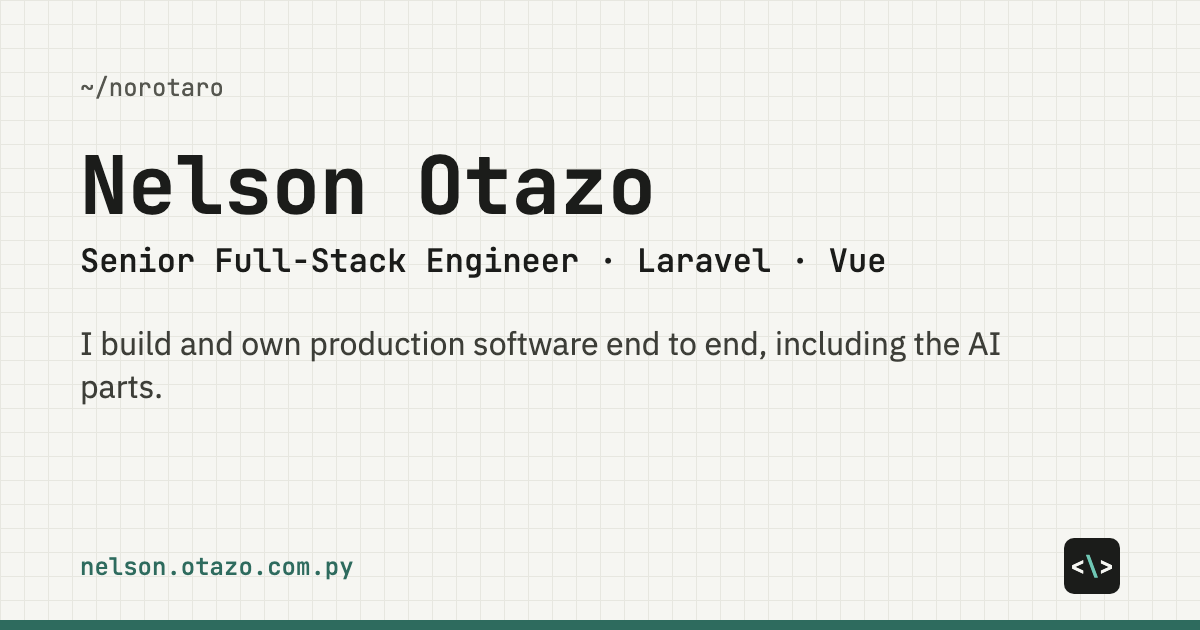 ~/norotaro
Nelson Otazo
Senior Full-Stack Engineer · Laravel · Vue
I build and own production software end to end, including the AI
parts.
nelson.otazo.com.py
<\>